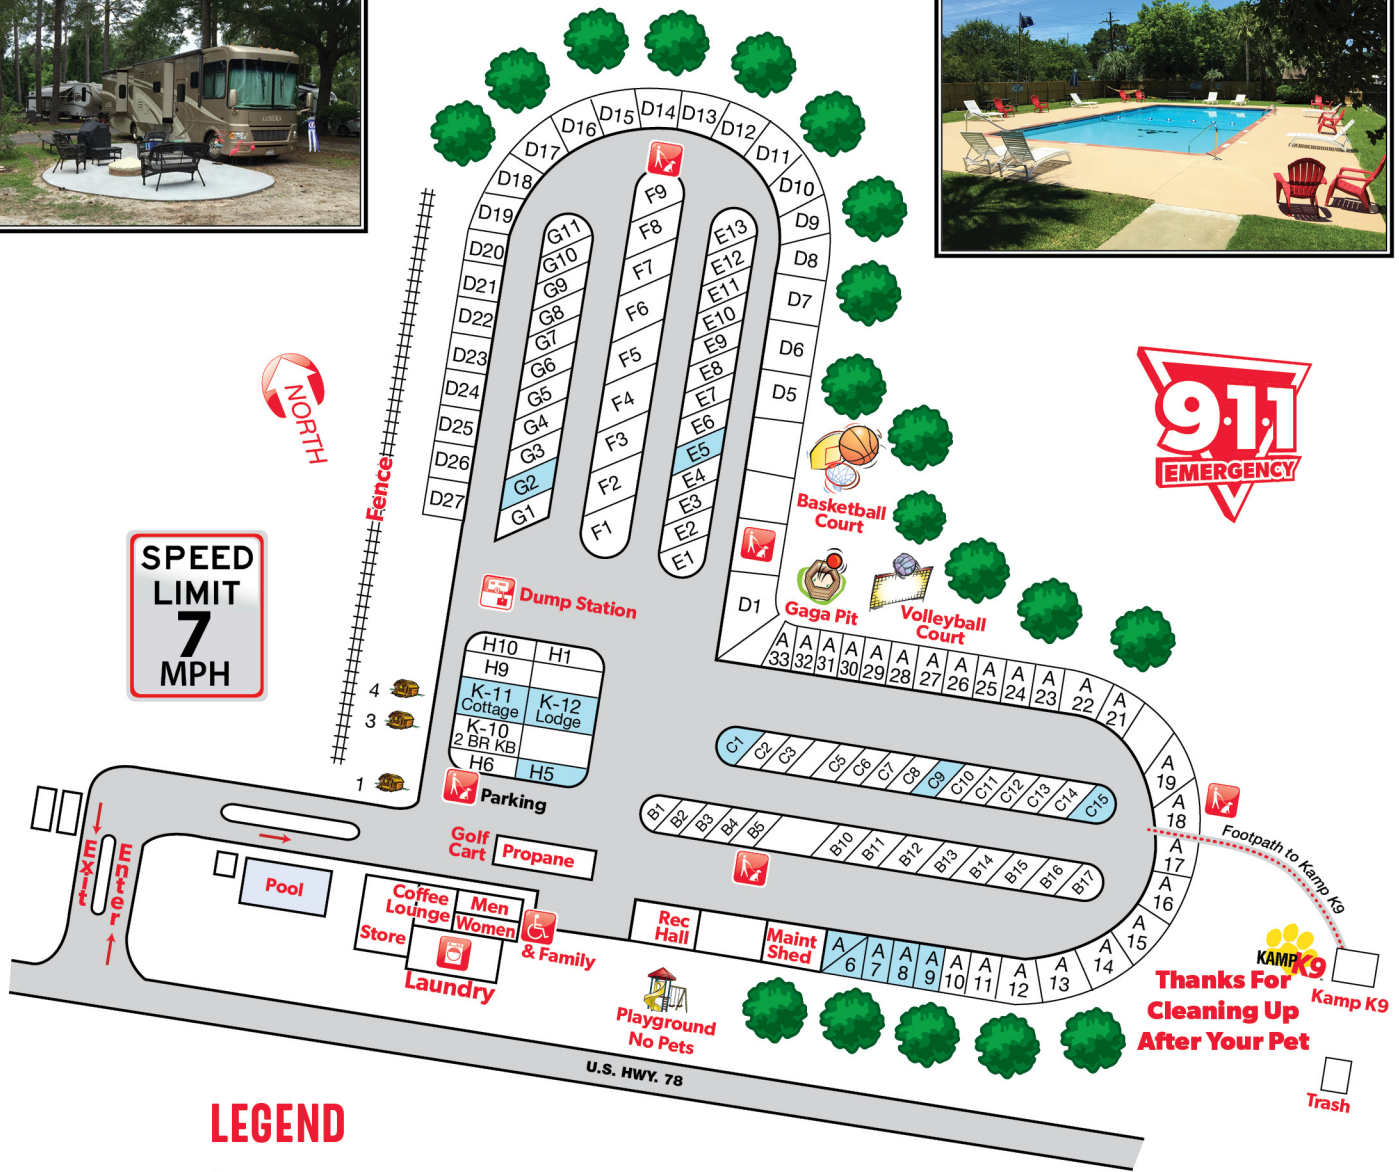 D14
D15
D13
D16
D12
D17
D11
D18
D10
D19
D9
D20
D8
D21
D7
D22
D6
D23
D5
D24
D25
D26
D27
G11
G10
G9
G8
G7
G6
G5
G4
G3
G2
G1
F9
F8
F7
F6
F5
F4
F3
F2
F1
E13
E12
E11
E10
E9
E8
E7
E6
E5
E4
E3
E2
E1
NORTH
Fence
9·1·1
EMERGENCY
SPEED
LIMIT
7
MPH
Basketball
Court
Gaga Pit
Volleyball
Court
D1
Dump Station
H10
H1
H9
K-11
Cottage
K-12
Lodge
K-10
2 BR KB
H6
H5
4
3
1
Parking
A
33
A
32
A
31
A
30
A
29
A
28
A
27
A
26
A
25
A
24
A
23
A
22
A
21
A
19
A
18
A
17
A
16
A
15
A
14
A
13
A
12
A
11
A
10
A
9
A
8
A
7
A
6
C1
C2
C3
C5
C6
C7
C8
C9
C10
C11
C12
C13
C14
C15
B1
B2
B3
B4
B5
B10
B11
B12
B13
B14
B15
B16
B17
Footpath to Kamp K9
Exit
Enter
Golf
Cart
Propane
Pool
Coffee
Lounge
Men
Women
Store
Laundry
& Family
Rec
Hall
Maint
Shed
Playground
No Pets
KAMP K9
Kamp K9
Thanks For
Cleaning Up
After Your Pet
Trash
U.S. HWY. 78
LEGEND